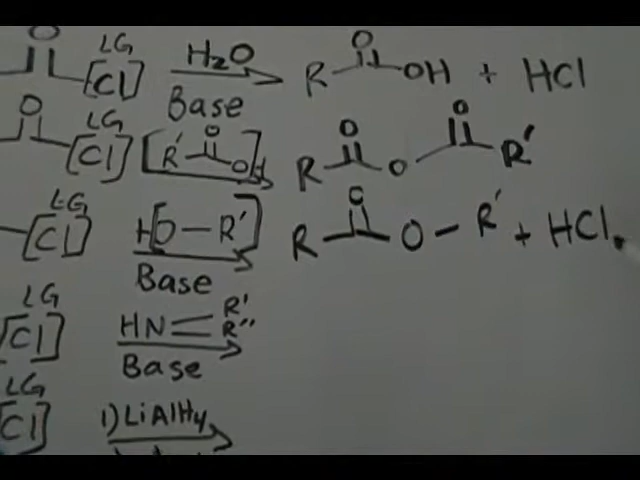 O LG H₂O O
[Cl] Base R OH + HCl
O LG O O O
[Cl] [R' OH] R O R'
LG O
[Cl] H[O-R'] Base R O-R' + HCl.
LG R'
[Cl] HN R'' Base
LG
[Cl] 1) LiAlH4